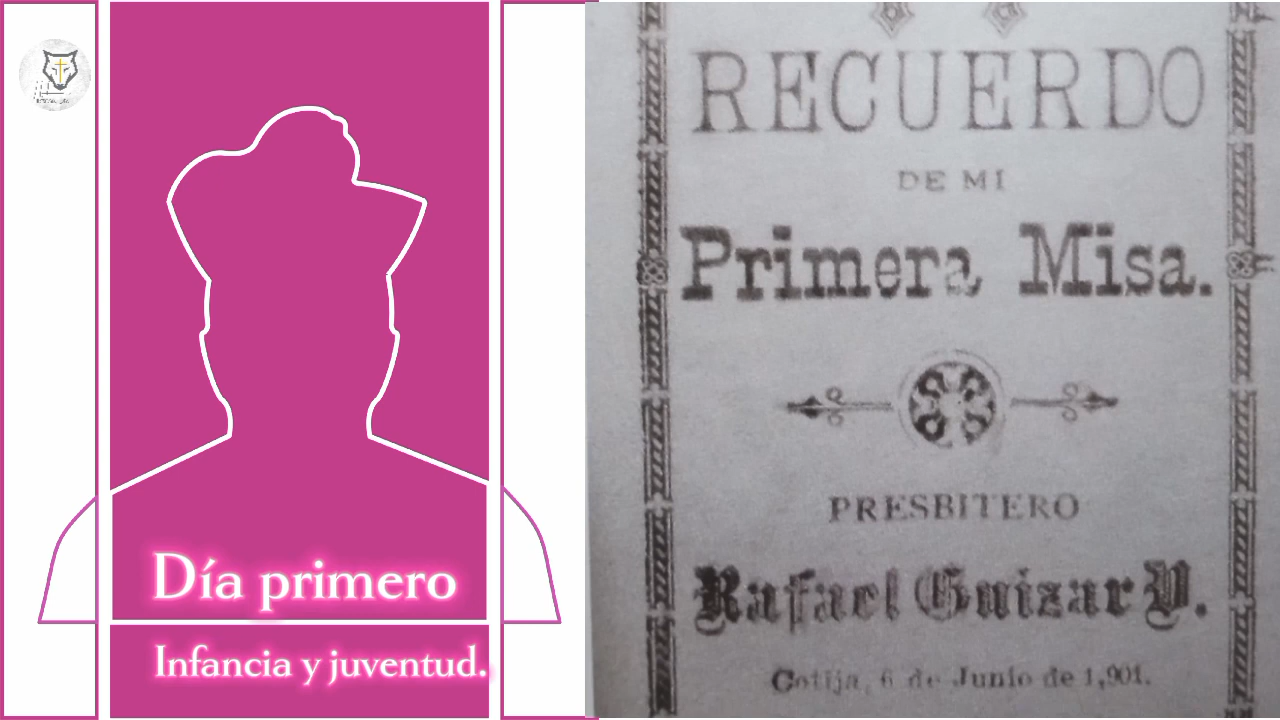 Día primero
Infancia y juventud.
RECUERDO
DE MI
Primera Misa.
PRESBITERO
Rafael Guizar V.
Cotija, 6 de Junio de 1,901.